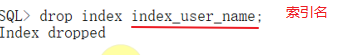 SQL> drop index index_user_name; 索引名
Index dropped